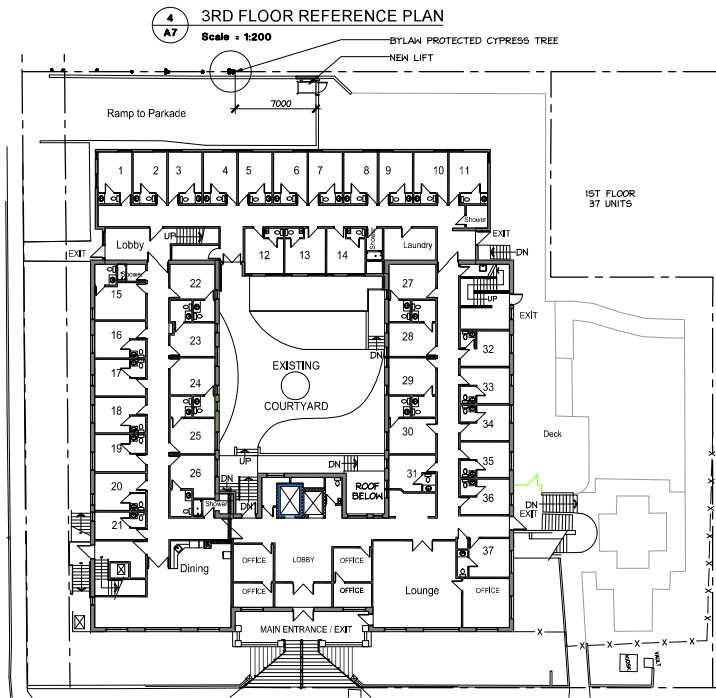 4
A7
3RD FLOOR REFERENCE PLAN
Scale = 1:200
BYLAW PROTECTED CYPRESS TREE
NEW LIFT
7000
Ramp to Parkade
1 2 3 4 5 6 7 8 9 10 11
1ST FLOOR
37 UNITS
Shower
Lobby
UP
EXIT
12 13 14
Shower
Laundry
EXIT
DN
Shower
15
22
27
UP
EXIT
16
23
28
32
DN
17
24
EXISTING
COURTYARD
29
33
18
25
30
34
Deck
19
UP
DN
35
20
26
31
36
DN
DN
ROOF
BELOW
Shower
DN
EXIT
21
Dining
OFFICE
LOBBY
OFFICE
37
OFFICE
OFFICE
Lounge
OFFICE
MAIN ENTRANCE / EXIT
X X X X X X
X
X
X
X
X
X
KIOSK
VAULT